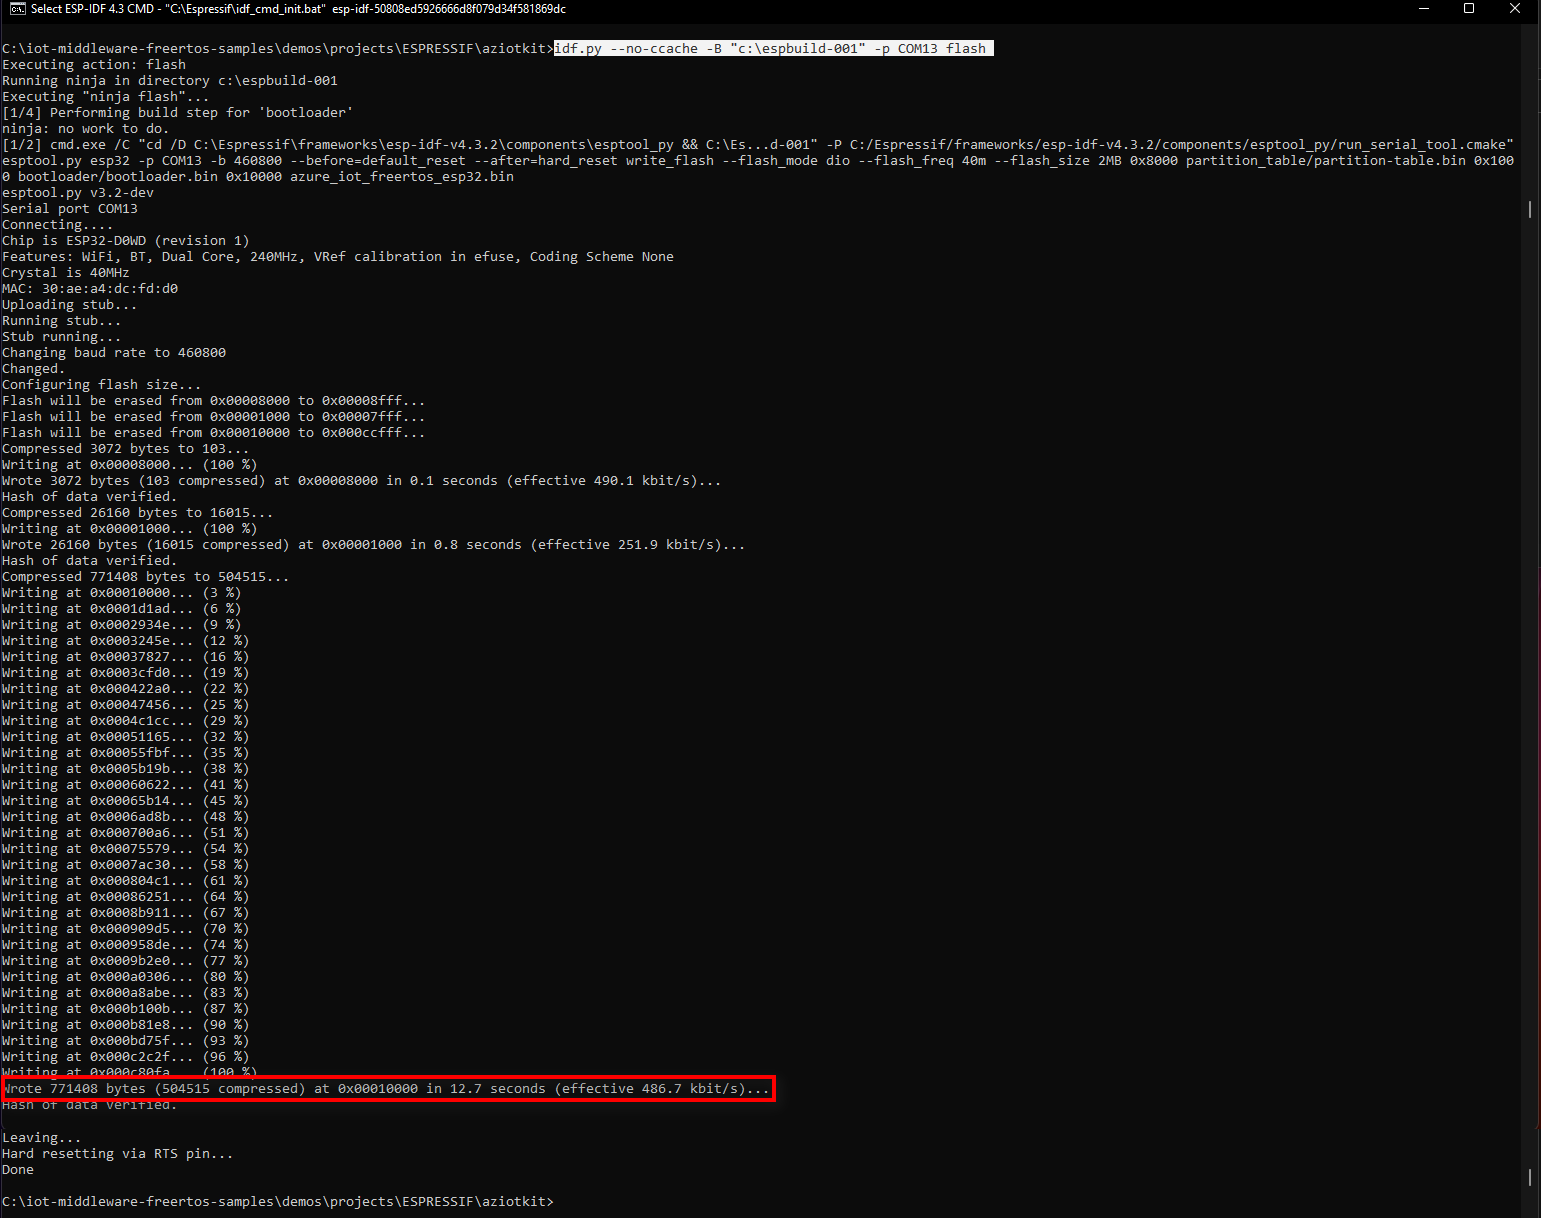 Select ESP-IDF 4.3 CMD - "C:\Espressif\idf_cmd_init.bat"  esp-idf-50808ed5926666d8f079d34f581869dc
C:\iot-middleware-freertos-samples\demos\projects\ESPRESSIF\aziotkit>idf.py --no-ccache -B "c:\espbuild-001" -p COM13 flash
Executing action: flash
Running ninja in directory c:\espbuild-001
Executing "ninja flash"...
[1/4] Performing build step for 'bootloader'
ninja: no work to do.
[1/2] cmd.exe /C "cd /D C:\Espressif\frameworks\esp-idf-v4.3.2\components\esptool_py && C:\Es...d-001" -P C:/Espressif/frameworks/esp-idf-v4.3.2/components/esptool_py/run_serial_tool.cmake"
esptool.py esp32 -p COM13 -b 460800 --before=default_reset --after=hard_reset write_flash --flash_mode dio --flash_freq 40m --flash_size 2MB 0x8000 partition_table/partition-table.bin 0x100
0 bootloader/bootloader.bin 0x10000 azure_iot_freertos_esp32.bin
esptool.py v3.2-dev
Serial port COM13
Connecting....
Chip is ESP32-D0WD (revision 1)
Features: WiFi, BT, Dual Core, 240MHz, VRef calibration in efuse, Coding Scheme None
Crystal is 40MHz
MAC: 30:ae:a4:dc:fd:d0
Uploading stub...
Running stub...
Stub running...
Changing baud rate to 460800
Changed.
Configuring flash size...
Flash will be erased from 0x00008000 to 0x00008fff...
Flash will be erased from 0x00001000 to 0x00007fff...
Flash will be erased from 0x00010000 to 0x000ccfff...
Compressed 3072 bytes to 103...
Writing at 0x00008000... (100 %)
Wrote 3072 bytes (103 compressed) at 0x00008000 in 0.1 seconds (effective 490.1 kbit/s)...
Hash of data verified.
Compressed 26160 bytes to 16015...
Writing at 0x00001000... (100 %)
Wrote 26160 bytes (16015 compressed) at 0x00001000 in 0.8 seconds (effective 251.9 kbit/s)...
Hash of data verified.
Compressed 771408 bytes to 504515...
Writing at 0x00010000... (3 %)
Writing at 0x0001d1ad... (6 %)
Writing at 0x0002934e... (9 %)
Writing at 0x0003245e... (12 %)
Writing at 0x00037827... (16 %)
Writing at 0x0003cfd0... (19 %)
Writing at 0x000422a0... (22 %)
Writing at 0x00047456... (25 %)
Writing at 0x0004c1cc... (29 %)
Writing at 0x00051165... (32 %)
Writing at 0x00055fbf... (35 %)
Writing at 0x0005b19b... (38 %)
Writing at 0x00060622... (41 %)
Writing at 0x00065b14... (45 %)
Writing at 0x0006ad8b... (48 %)
Writing at 0x000700a6... (51 %)
Writing at 0x00075579... (54 %)
Writing at 0x0007ac30... (58 %)
Writing at 0x000804c1... (61 %)
Writing at 0x00086251... (64 %)
Writing at 0x0008b911... (67 %)
Writing at 0x000909d5... (70 %)
Writing at 0x000958de... (74 %)
Writing at 0x0009b2e0... (77 %)
Writing at 0x000a0306... (80 %)
Writing at 0x000a8abe... (83 %)
Writing at 0x000b100b... (87 %)
Writing at 0x000b81e8... (90 %)
Writing at 0x000bd75f... (93 %)
Writing at 0x000c2c2f... (96 %)
Writing at 0x000c80fa... (100 %)
Wrote 771408 bytes (504515 compressed) at 0x00010000 in 12.7 seconds (effective 486.7 kbit/s)...
Hash of data verified.
Leaving...
Hard resetting via RTS pin...
Done
C:\iot-middleware-freertos-samples\demos\projects\ESPRESSIF\aziotkit>